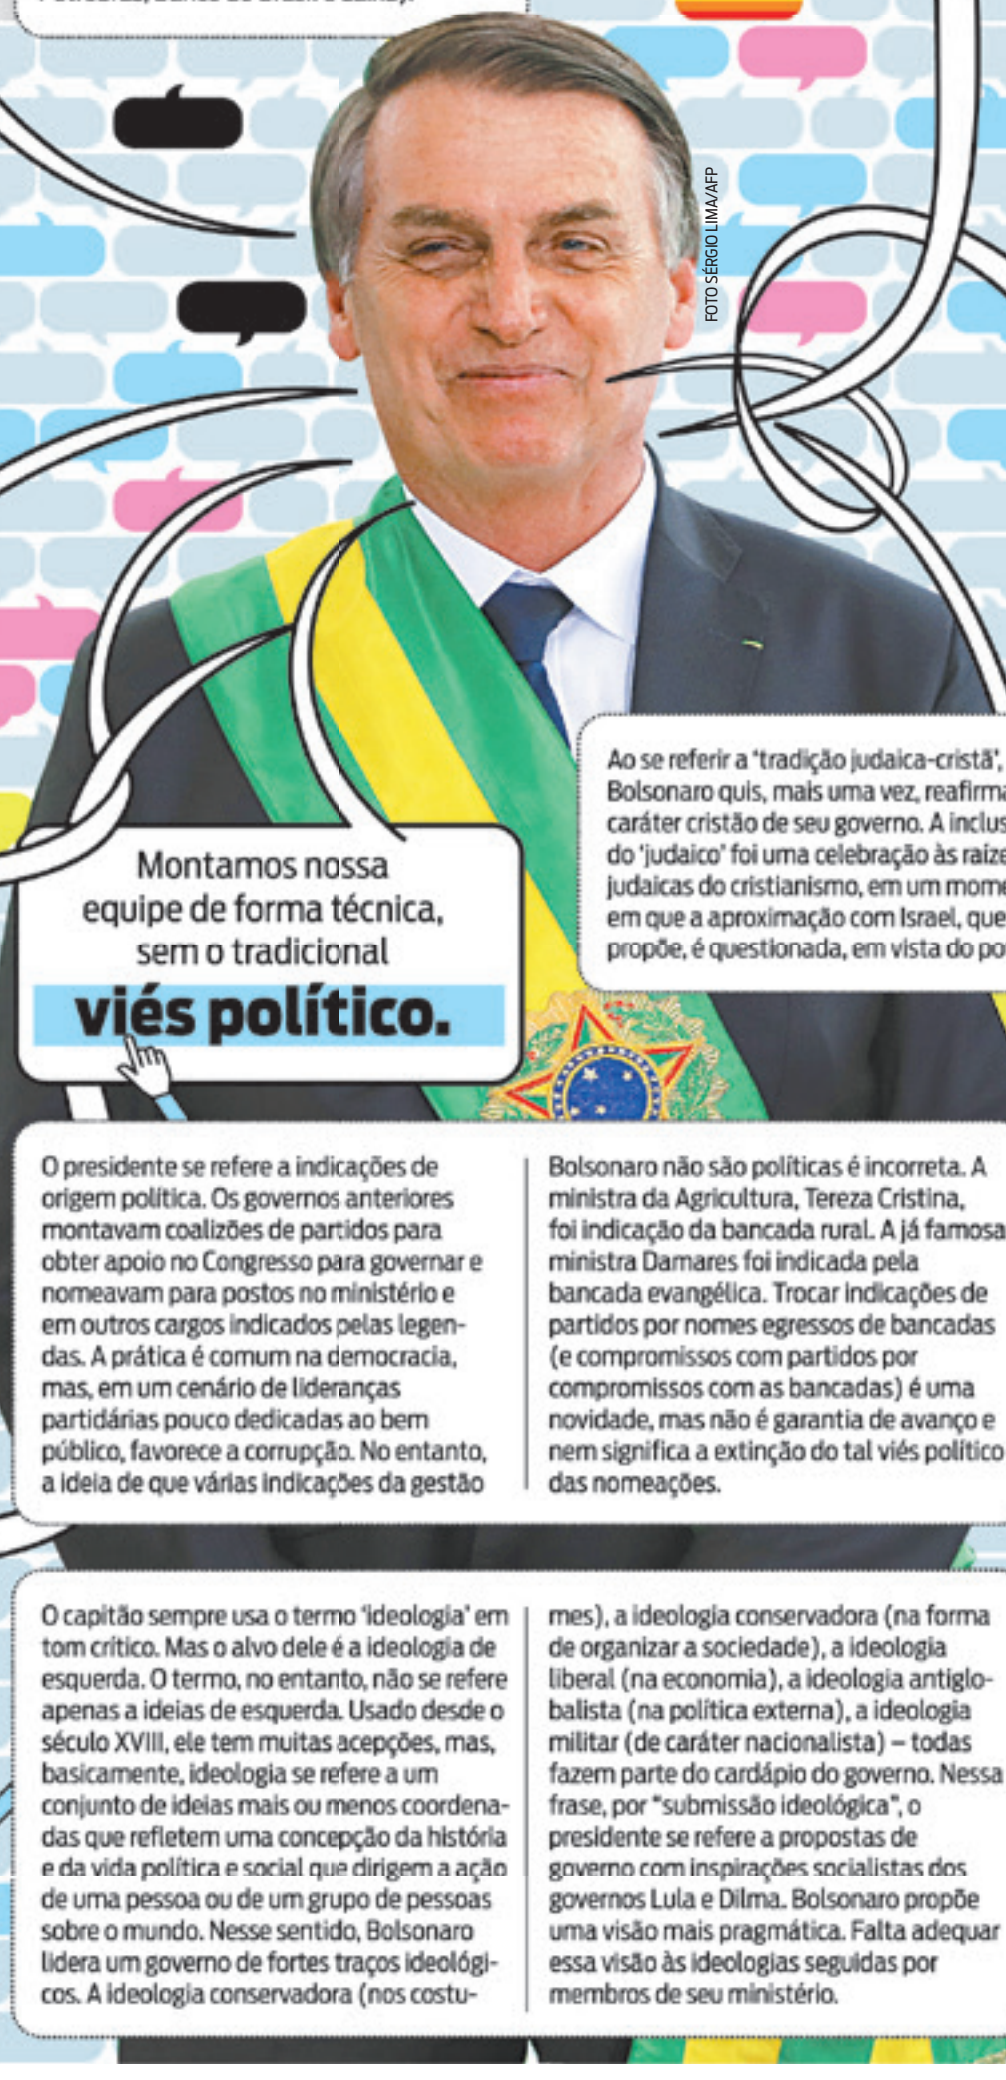 FOTO SÉRGIO LIMA/AFP
Ao se referir a "tradição judaica-cristã",
Bolsonaro quis, mais uma vez, reafirma
caráter cristão de seu governo. A inclus
do 'judaico' foi uma celebração às raíze
judaicas do cristianismo, em um mome
em que a aproximação com Israel, que
propõe, é questionada, em vista do po
Montamos nossa
equipe de forma técnica,
sem o tradicional
viés político.
O presidente se refere a indicações de
origem política. Os governos anteriores
montavam coalizões de partidos para
obter apoio no Congresso para governar e
nomeavam para postos no ministério e
em outros cargos indicados pelas legen-
das. A prática é comum na democracia,
mas, em um cenário de lideranças
partidárias pouco dedicadas ao bem
público, favorece a corrupção. No entanto,
a ideia de que várias indicações da gestão
Bolsonaro não são políticas é incorreta. A
ministra da Agricultura, Tereza Cristina,
foi indicação da bancada rural. A já famosa
ministra Damares foi indicada pela
bancada evangélica. Trocar indicações de
partidos por nomes egressos de bancadas
(e compromissos com partidos por
compromissos com as bancadas) é uma
novidade, mas não é garantia de avanço e
nem significa a extinção do tal viés político
das nomeações.
O capitão sempre usa o termo 'ideologia' em
tom crítico. Mas o alvo dele é a ideologia de
esquerda. O termo, no entanto, não se refere
apenas a ideias de esquerda. Usado desde o
século XVIII, ele tem muitas acepções, mas,
basicamente, ideologia se refere a um
conjunto de ideias mais ou menos coordena-
das que refletem uma concepção da história
e da vida política e social que dirigem a ação
de uma pessoa ou de um grupo de pessoas
sobre o mundo. Nesse sentido, Bolsonaro
lidera um governo de fortes traços ideológi-
cos. A ideologia conservadora (nos costu-
mes), a ideologia conservadora (na forma
de organizar a sociedade), a ideologia
liberal (na economia), a ideologia antiglo-
balista (na política externa), a ideologia
militar (de caráter nacionalista) – todas
fazem parte do cardápio do governo. Nessa
frase, por "submissão ideológica", o
presidente se refere a propostas de
governo com inspirações socialistas dos
governos Lula e Dilma. Bolsonaro propõe
uma visão mais pragmática. Falta adequar
essa visão às ideologias seguidas por
membros de seu ministério.